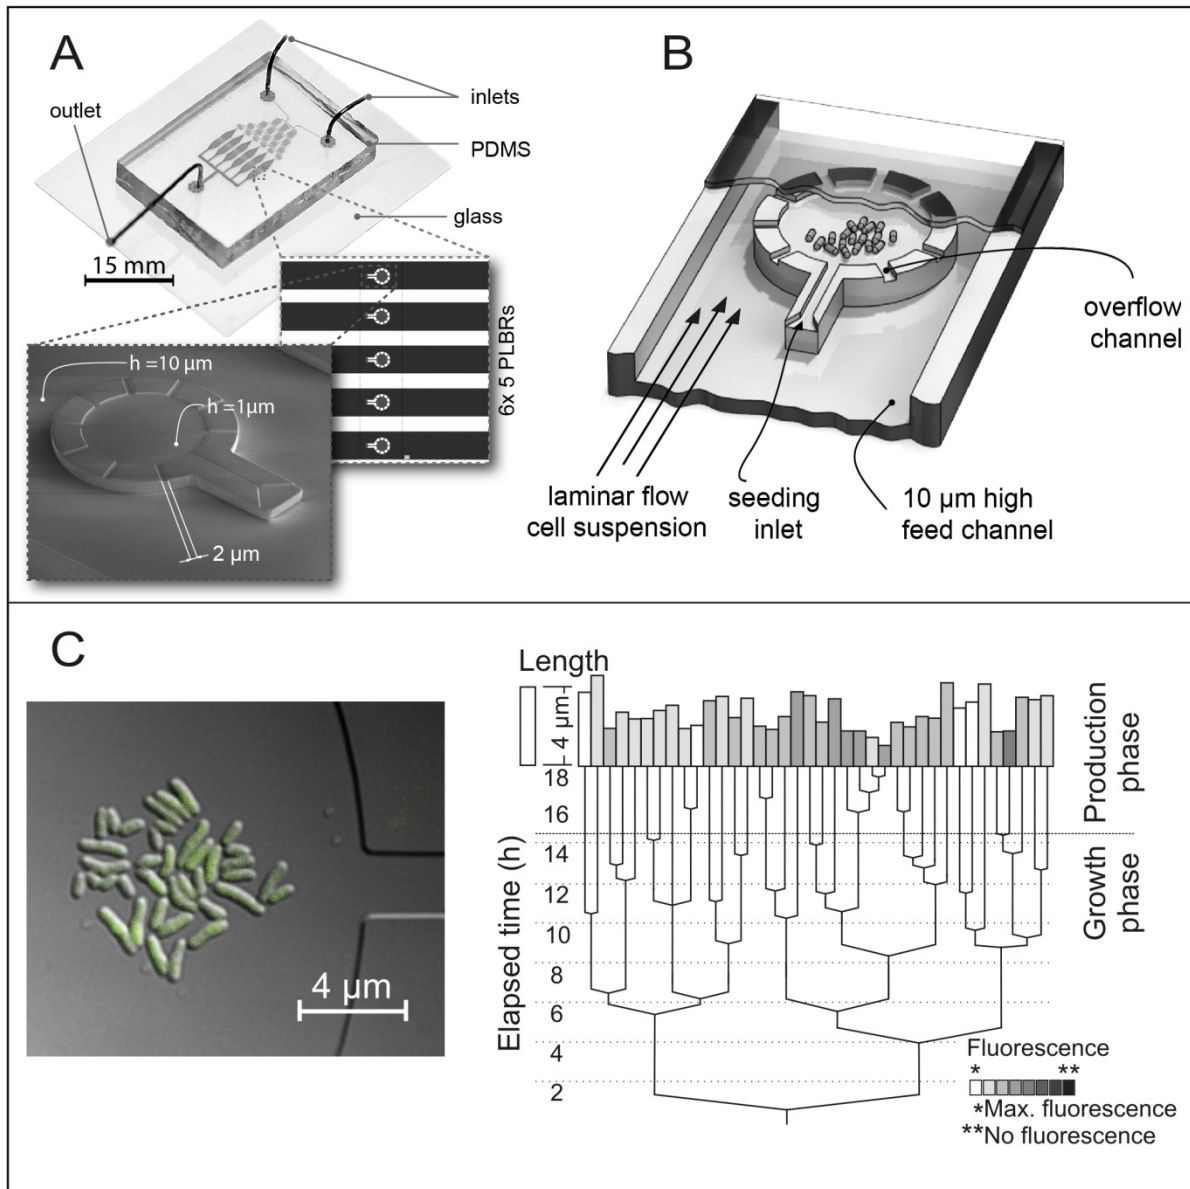 A
outlet
inlets
PDMS
glass
15 mm
h =10 µm
h =1µm
2 µm
6x 5 PLBRs
B
overflow
channel
laminar flow
cell suspension
seeding
inlet
10 µm high
feed channel
C
4 µm
Length
4 µm
18
16
14
12
10
8
6
4
2
Elapsed time (h)
Production
phase
Growth
phase
Fluorescence
* **
*Max. fluorescence
**No fluorescence